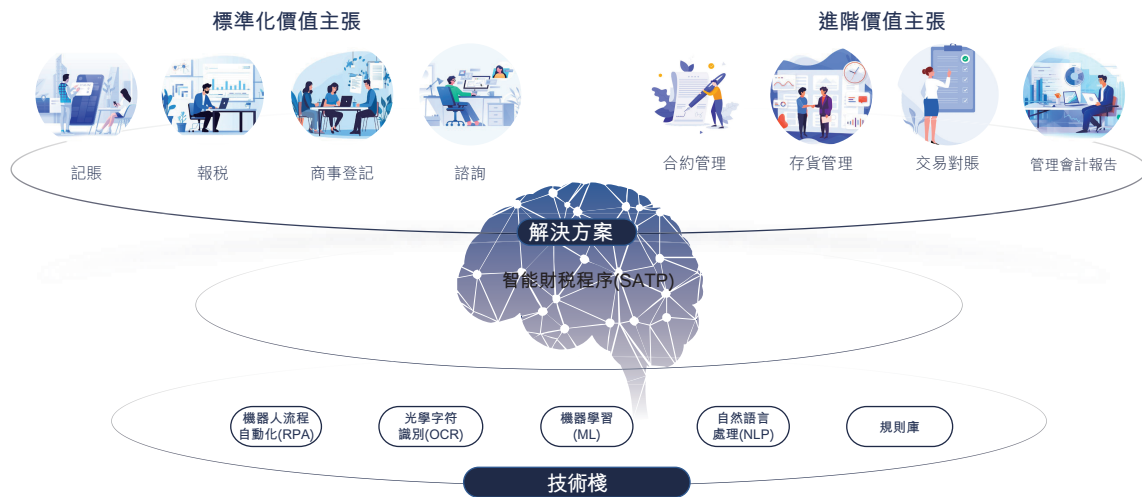 標準化價值主張
進階價值主張
記賬
報税
商事登記
諮詢
合約管理
存貨管理
交易對賬
管理會計報告
解決方案
智能財税程序(SATP)
機器人流程
自動化(RPA)
光學字符
識別(OCR)
機器學習
(ML)
自然語言
處理(NLP)
規則庫
技術棧